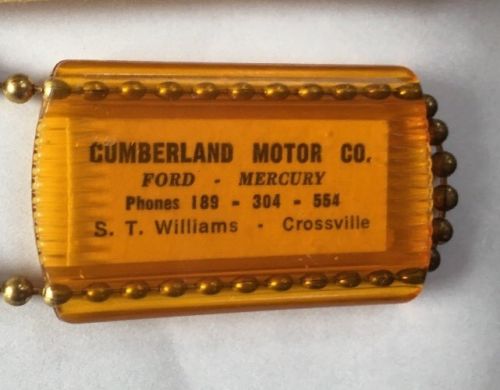 CUMBERLAND MOTOR CO.
FORD - MERCURY
Phones 189 - 304 - 554
S. T. Williams - Crossville